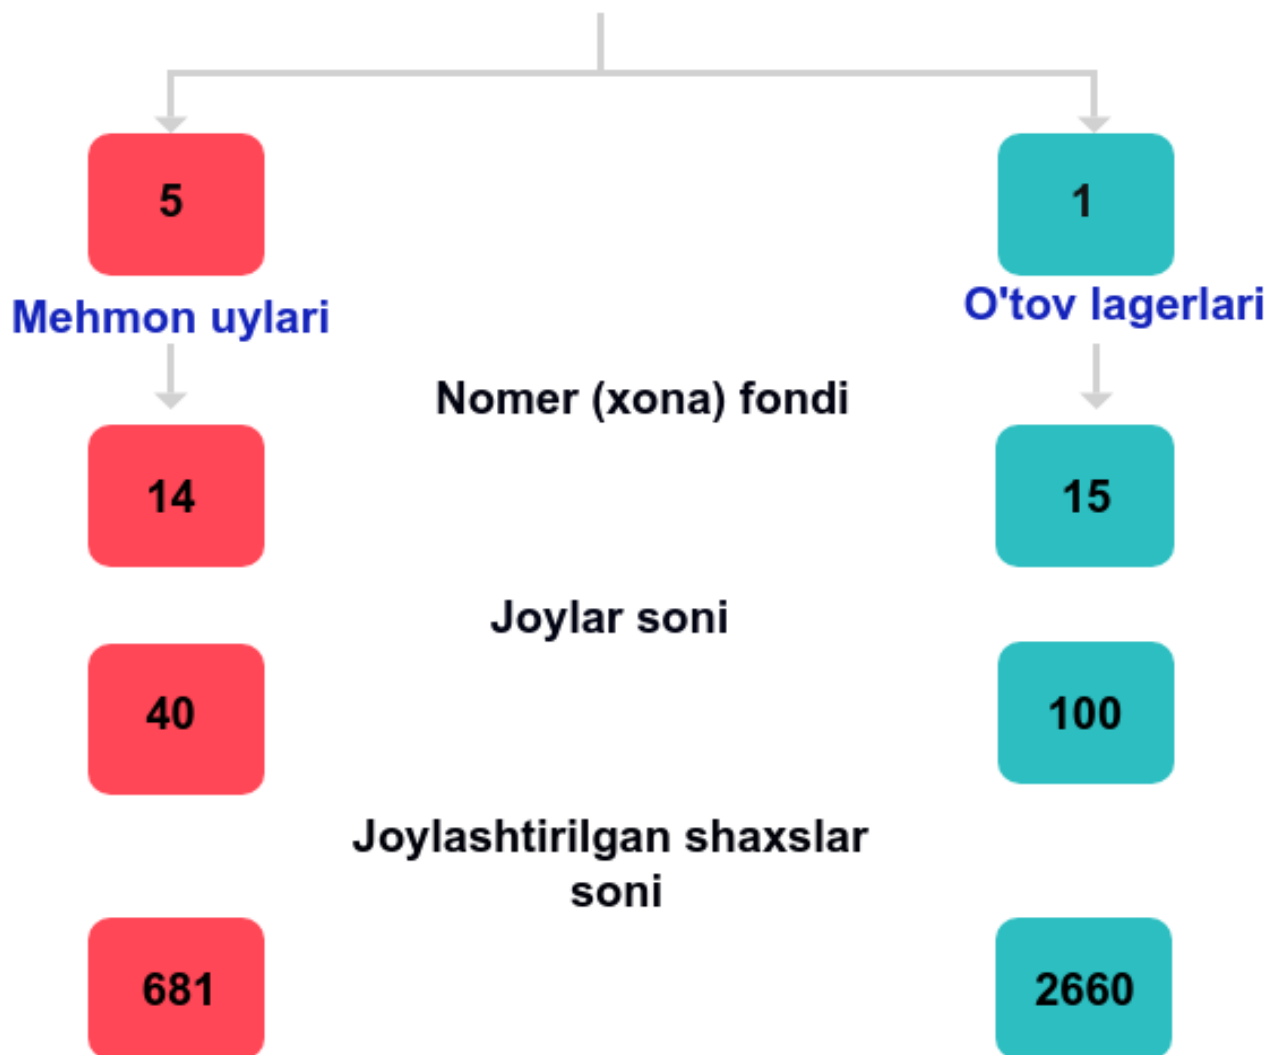 5
1
Mehmon uylari
O'tov lagerlari
Nomer (xona) fondi
14
15
Joylar soni
40
100
Joylashtirilgan shaxslar
soni
681
2660